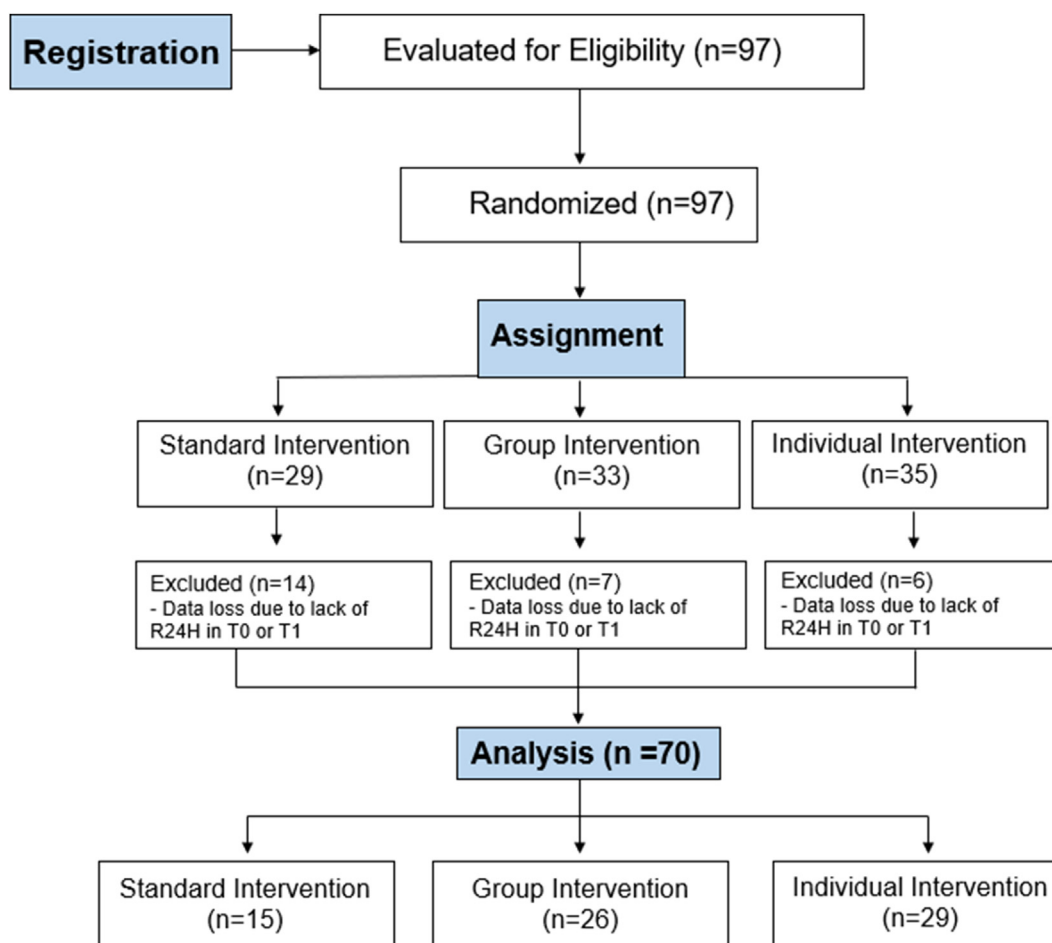 Registration
Evaluated for Eligibility (n=97)
Randomized (n=97)
Assignment
Standard Intervention
(n=29)
Group Intervention
(n=33)
Individual Intervention
(n=35)
Excluded (n=14)
- Data loss due to lack of
R24H in T0 or T1
Excluded (n=7)
- Data loss due to lack of
R24H in T0 or T1
Excluded (n=6)
- Data loss due to lack of
R24H in T0 or T1
Analysis (n =70)
Standard Intervention
(n=15)
Group Intervention
(n=26)
Individual Intervention
(n=29)